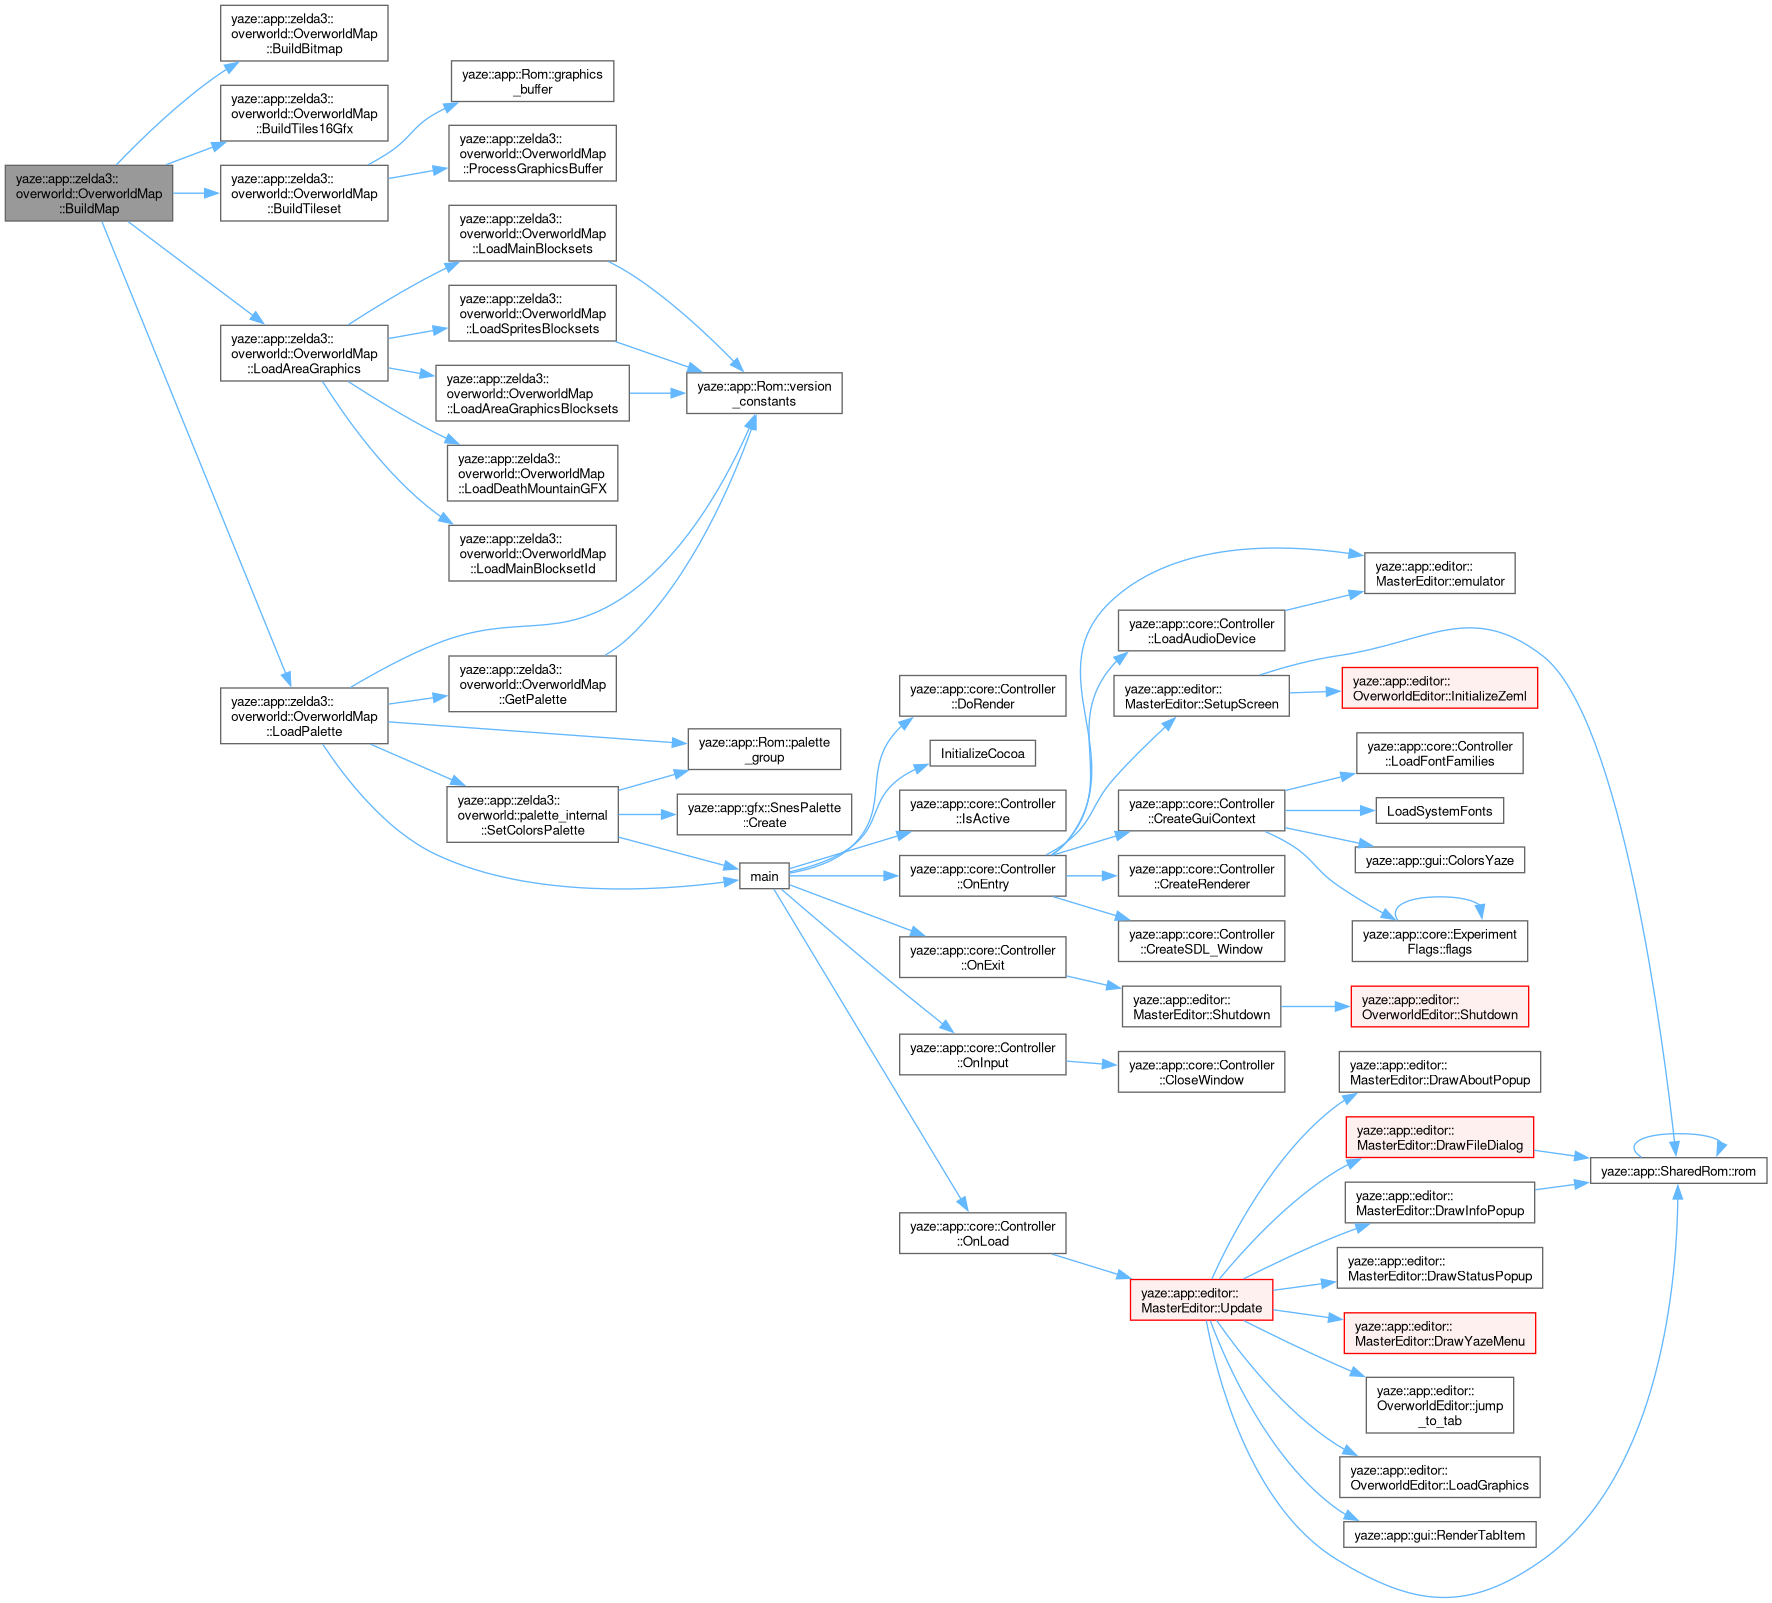 yaze::app::zelda3::
overworld::OverworldMap
::BuildMap
yaze::app::zelda3::
overworld::OverworldMap
::BuildBitmap
yaze::app::zelda3::
overworld::OverworldMap
::BuildTiles16Gfx
yaze::app::zelda3::
overworld::OverworldMap
::BuildTileset
yaze::app::zelda3::
overworld::OverworldMap
::LoadAreaGraphics
yaze::app::zelda3::
overworld::OverworldMap
::LoadPalette
yaze::app::Rom::graphics
_buffer
yaze::app::zelda3::
overworld::OverworldMap
::ProcessGraphicsBuffer
yaze::app::zelda3::
overworld::OverworldMap
::LoadMainBlocksets
yaze::app::zelda3::
overworld::OverworldMap
::LoadSpritesBlocksets
yaze::app::zelda3::
overworld::OverworldMap
::LoadAreaGraphicsBlocksets
yaze::app::zelda3::
overworld::OverworldMap
::LoadDeathMountainGFX
yaze::app::zelda3::
overworld::OverworldMap
::LoadMainBlocksetId
yaze::app::zelda3::
overworld::OverworldMap
::GetPalette
yaze::app::zelda3::
overworld::palette_internal
::SetColorsPalette
yaze::app::Rom::version
_constants
yaze::app::Rom::palette
_group
yaze::app::gfx::SnesPalette
::Create
main
yaze::app::core::Controller
::DoRender
InitializeCocoa
yaze::app::core::Controller
::IsActive
yaze::app::core::Controller
::OnEntry
yaze::app::core::Controller
::OnExit
yaze::app::core::Controller
::OnInput
yaze::app::core::Controller
::OnLoad
yaze::app::core::Controller
::LoadAudioDevice
yaze::app::editor::
MasterEditor::SetupScreen
yaze::app::core::Controller
::CreateGuiContext
yaze::app::core::Controller
::CreateRenderer
yaze::app::core::Controller
::CreateSDL_Window
yaze::app::editor::
MasterEditor::Shutdown
yaze::app::core::Controller
::CloseWindow
yaze::app::editor::
MasterEditor::Update
yaze::app::editor::
MasterEditor::emulator
yaze::app::editor::
OverworldEditor::InitializeZeml
yaze::app::core::Controller
::LoadFontFamilies
LoadSystemFonts
yaze::app::gui::ColorsYaze
yaze::app::core::Experiment
Flags::flags
yaze::app::editor::
OverworldEditor::Shutdown
yaze::app::editor::
MasterEditor::DrawAboutPopup
yaze::app::editor::
MasterEditor::DrawFileDialog
yaze::app::editor::
MasterEditor::DrawInfoPopup
yaze::app::editor::
MasterEditor::DrawStatusPopup
yaze::app::editor::
MasterEditor::DrawYazeMenu
yaze::app::editor::
OverworldEditor::jump
_to_tab
yaze::app::editor::
OverworldEditor::LoadGraphics
yaze::app::gui::RenderTabItem
yaze::app::SharedRom::rom